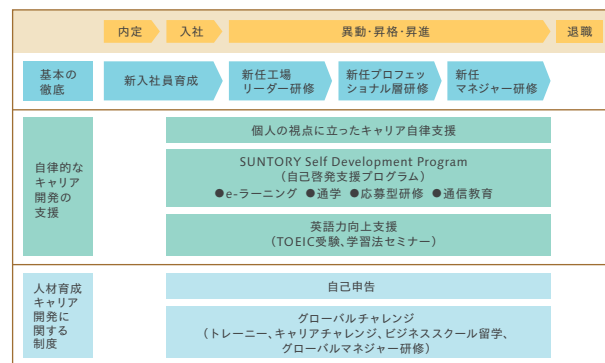 内定
入社
異動・昇格・昇進
退職
基本の
徹底
新入社員育成
新任工場
リーダー研修
新任プロフェッ
ショナル層研修
新任
マネジャー研修
自律的な
キャリア
開発の
支援
個人の視点に立ったキャリア自律支援
SUNTORY Self Development Program
(自己啓発支援プログラム)
●e-ラーニング ●通学 ●応募型研修 ●通信教育
英語力向上支援
(TOEIC受験、学習法セミナー)
人材育成
キャリア
開発に
関する
制度
自己申告
グローバルチャレンジ
(トレーニー、キャリアチャレンジ、ビジネススクール留学、
グローバルマネジャー研修)